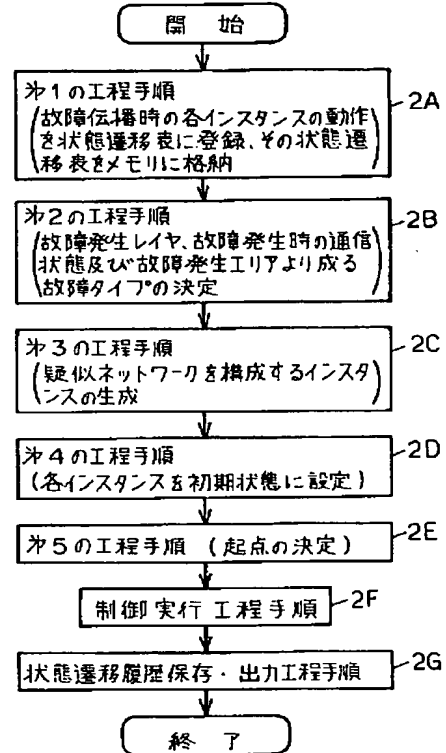 開始
第1の工程手順
(故障伝播時の各インスタンスの動作
を状態遷移表に登録、その状態遷
移表をメモリに格納)
2A
第2の工程手順
(故障発生レイヤ、故障発生時の通信
状態及び故障発生エリアより成る
故障タイプの決定)
2B
第3の工程手順
(疑似ネットワークを構成するインスタ
ンスの生成)
2C
第4の工程手順
(各インスタンスを初期状態に設定)
2D
第5の工程手順 (起点の決定)
2E
制御実行工程手順
2F
状態遷移履歴保存・出力工程手順
2G
終了